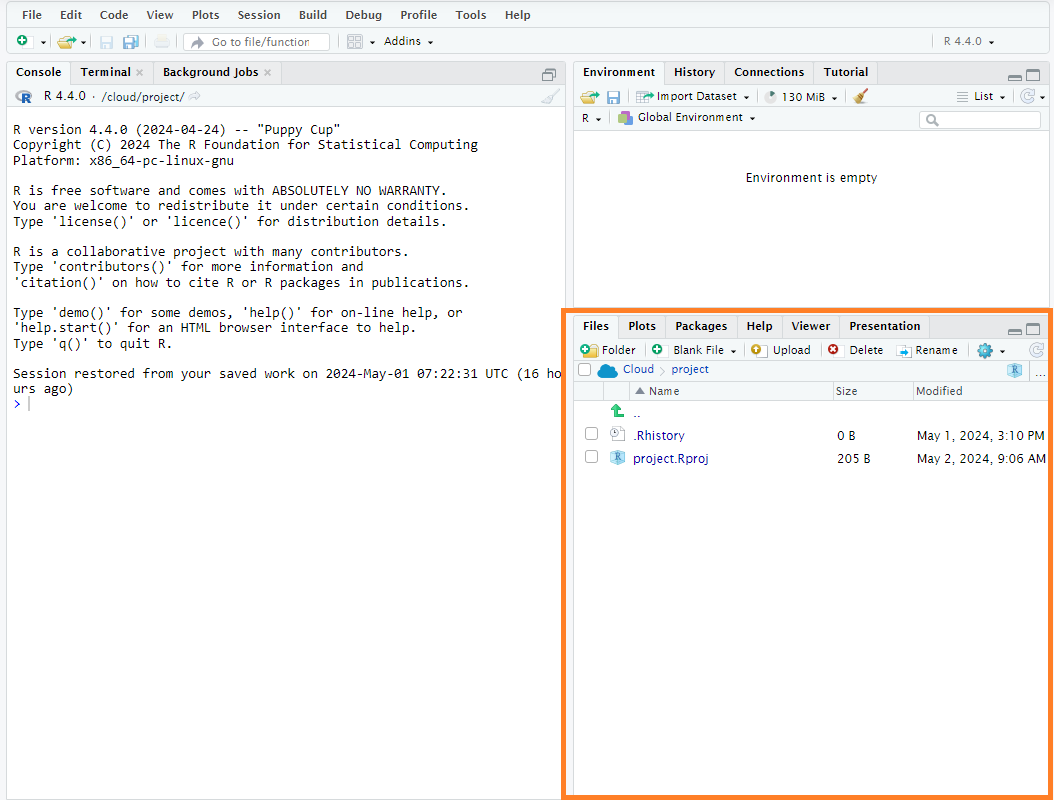 File Edit Code View Plots Session Build Debug Profile Tools Help
Go to file/function Addins R 4.4.0
Console Terminal Background Jobs
R 4.4.0 · /cloud/project/
R version 4.4.0 (2024-04-24) -- "Puppy Cup"
Copyright (C) 2024 The R Foundation for Statistical Computing
Platform: x86_64-pc-linux-gnu
R is free software and comes with ABSOLUTELY NO WARRANTY.
You are welcome to redistribute it under certain conditions.
Type 'license()' or 'licence()' for distribution details.
R is a collaborative project with many contributors.
Type 'contributors()' for more information and
'citation()' on how to cite R or R packages in publications.
Type 'demo()' for some demos, 'help()' for on-line help, or
'help.start()' for an HTML browser interface to help.
Type 'q()' to quit R.
Session restored from your saved work on 2024-May-01 07:22:31 UTC (16 ho
urs ago)
>
Environment History Connections Tutorial
Import Dataset 130 MiB List
R Global Environment
Environment is empty
Files Plots Packages Help Viewer Presentation
Folder Blank File Upload Delete Rename
Cloud project R ...
Name Size Modified
..
.Rhistory 0 B May 1, 2024, 3:10 PM
project.Rproj 205 B May 2, 2024, 9:06 AM